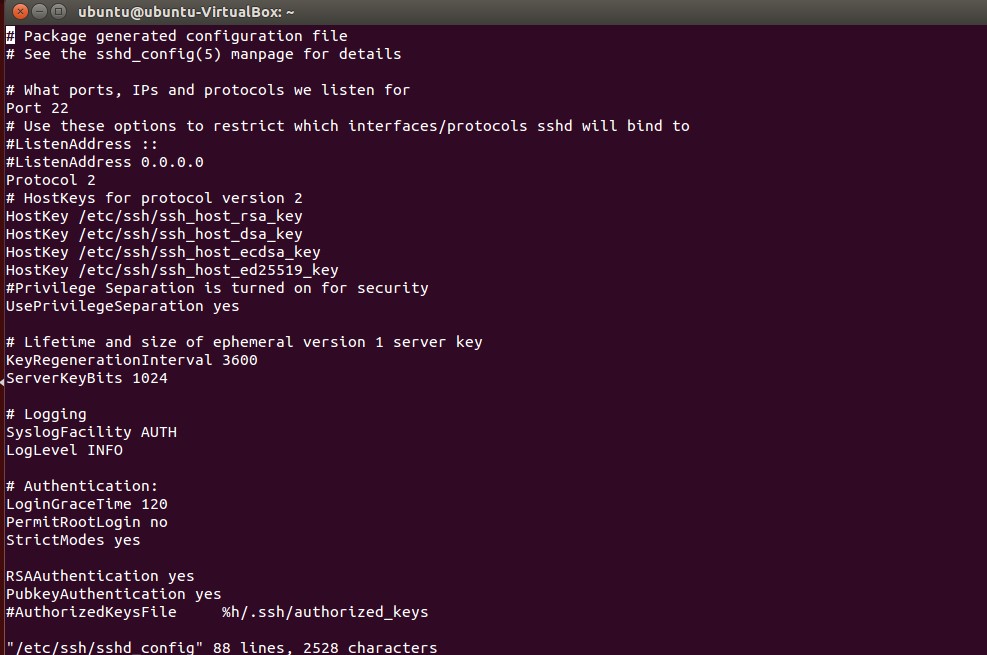 ubuntu@ubuntu-VirtualBox: ~
# Package generated configuration file
# See the sshd_config(5) manpage for details
# What ports, IPs and protocols we listen for
Port 22
# Use these options to restrict which interfaces/protocols sshd will bind to
#ListenAddress ::
#ListenAddress 0.0.0.0
Protocol 2
# HostKeys for protocol version 2
HostKey /etc/ssh/ssh_host_rsa_key
HostKey /etc/ssh/ssh_host_dsa_key
HostKey /etc/ssh/ssh_host_ecdsa_key
HostKey /etc/ssh/ssh_host_ed25519_key
#Privilege Separation is turned on for security
UsePrivilegeSeparation yes
# Lifetime and size of ephemeral version 1 server key
KeyRegenerationInterval 3600
ServerKeyBits 1024
# Logging
SyslogFacility AUTH
LogLevel INFO
# Authentication:
LoginGraceTime 120
PermitRootLogin no
StrictModes yes
RSAAuthentication yes
PubkeyAuthentication yes
#AuthorizedKeysFile     %h/.ssh/authorized_keys
"/etc/ssh/sshd_config" 88 lines, 2528 characters